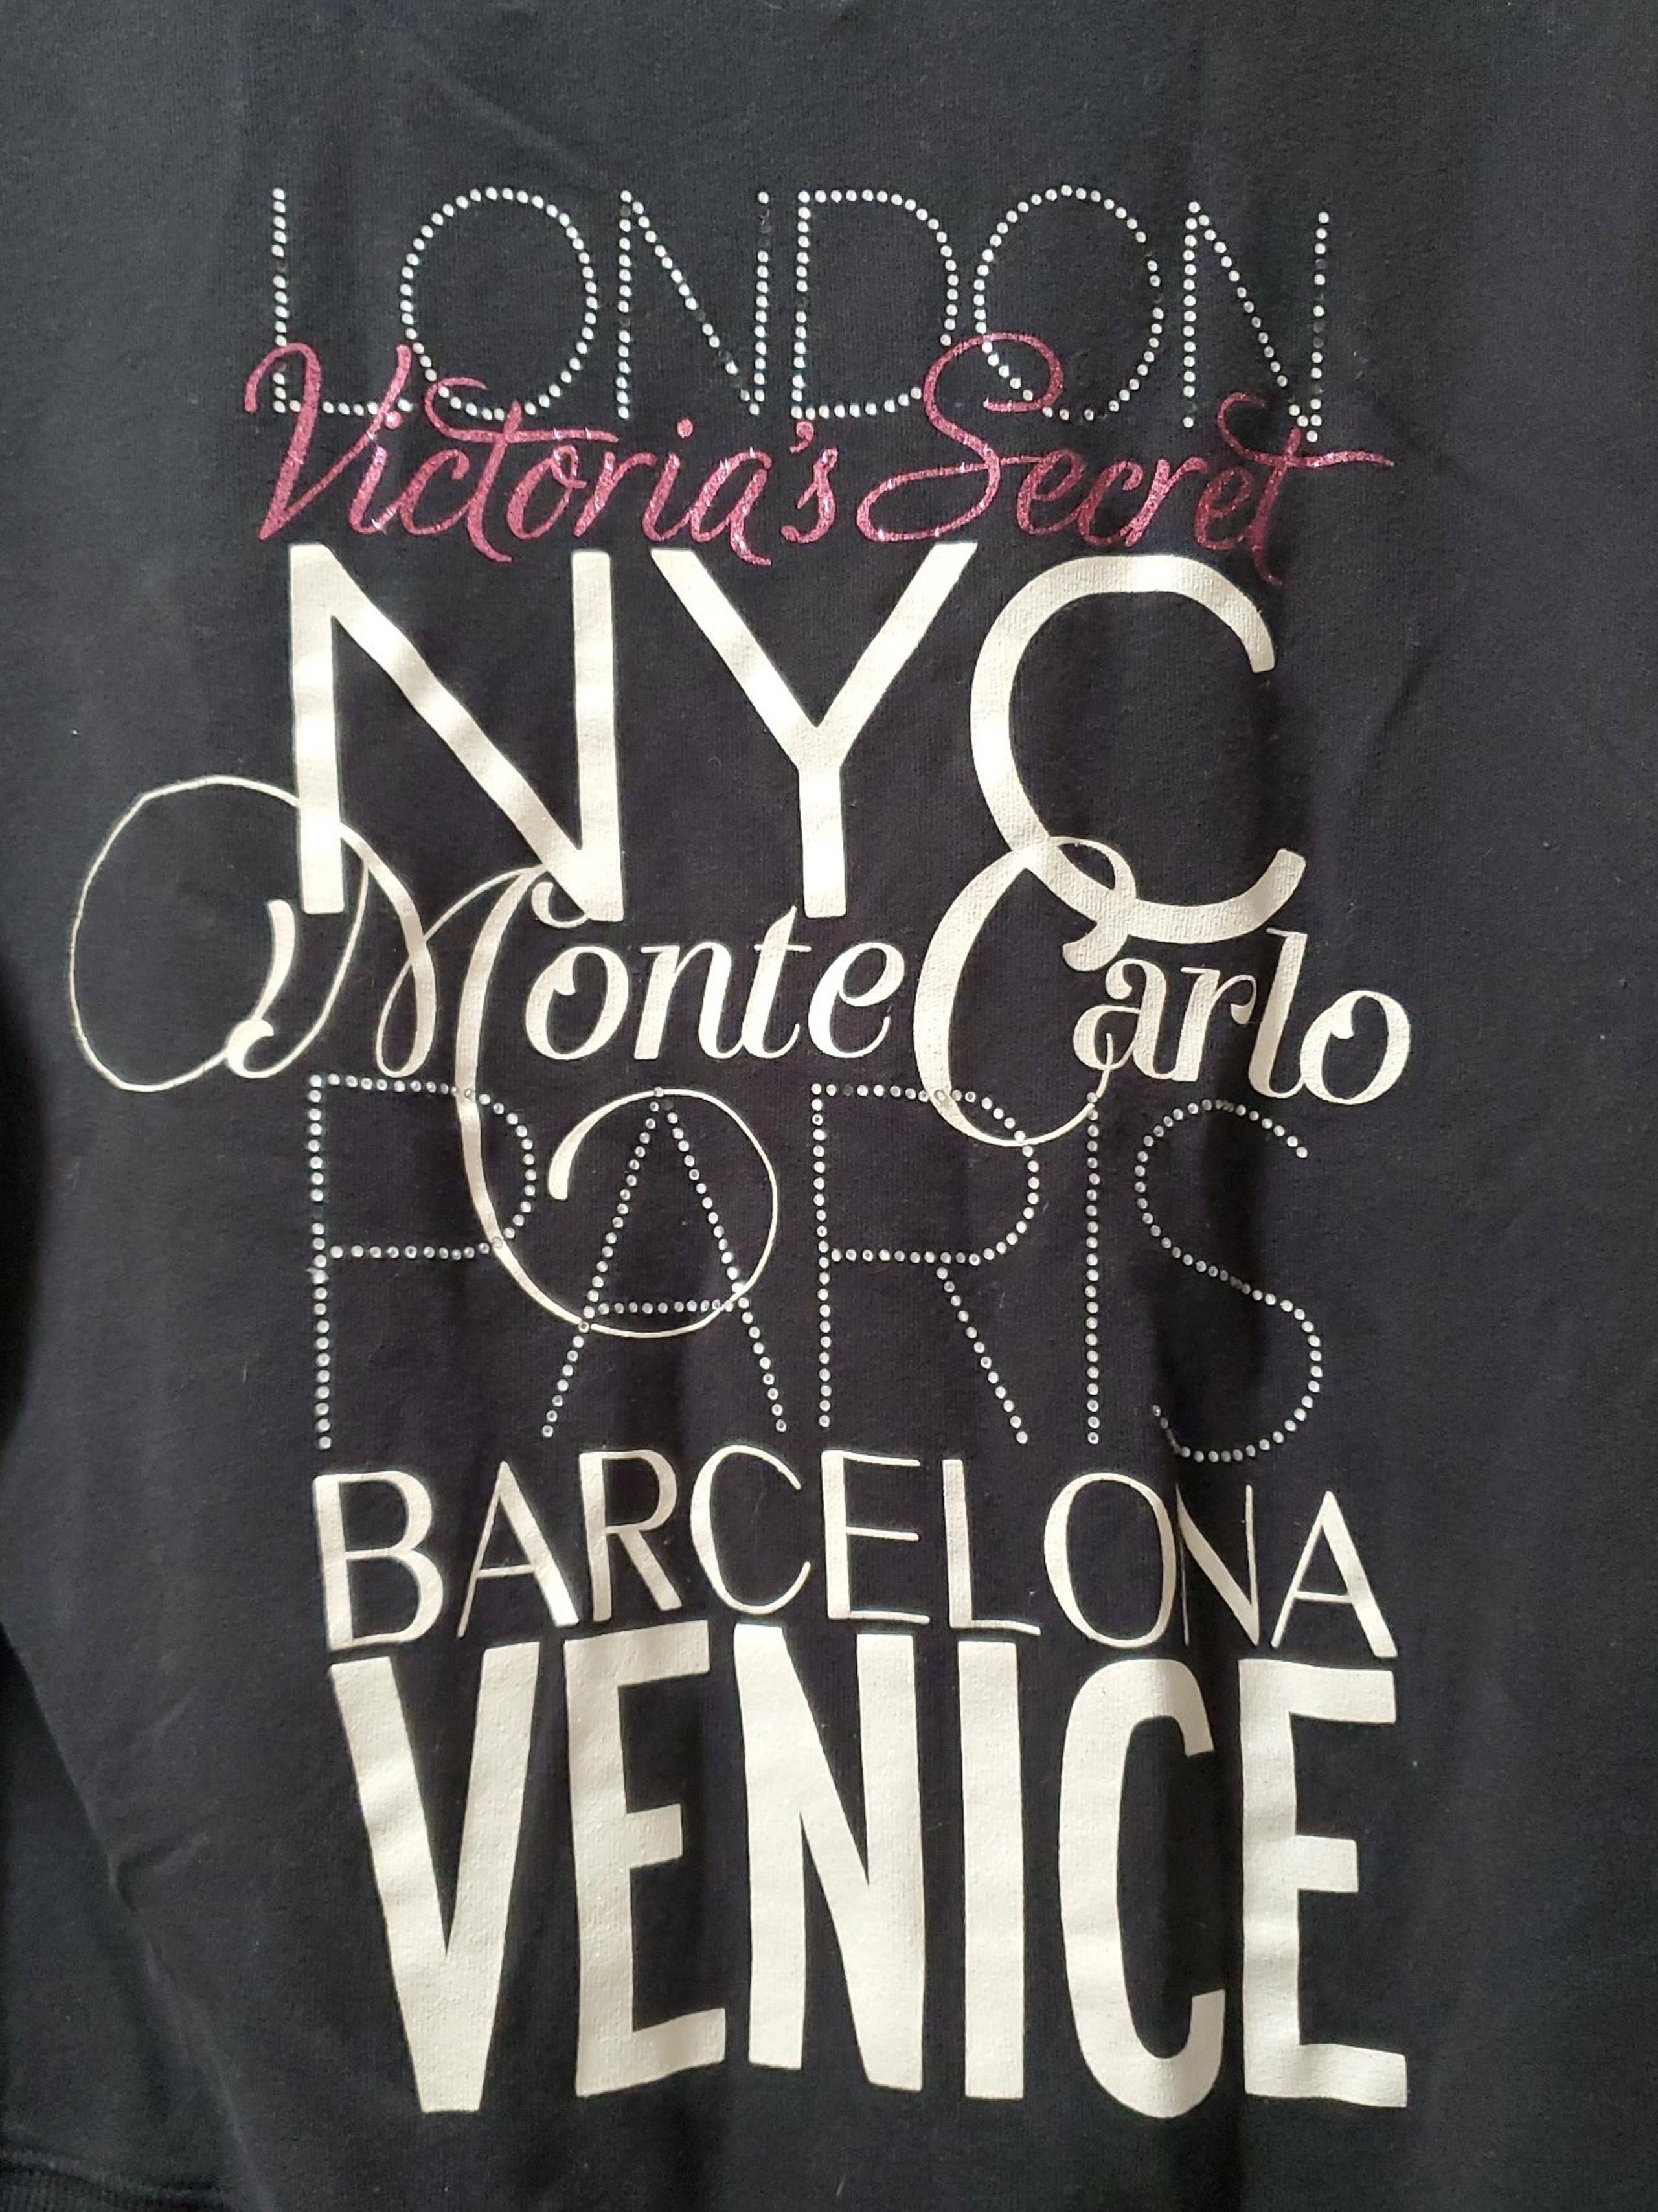 LONDON
Victoria's Secret
NYC
Monte Carlo
PARIS
BARCELONA
VENICE